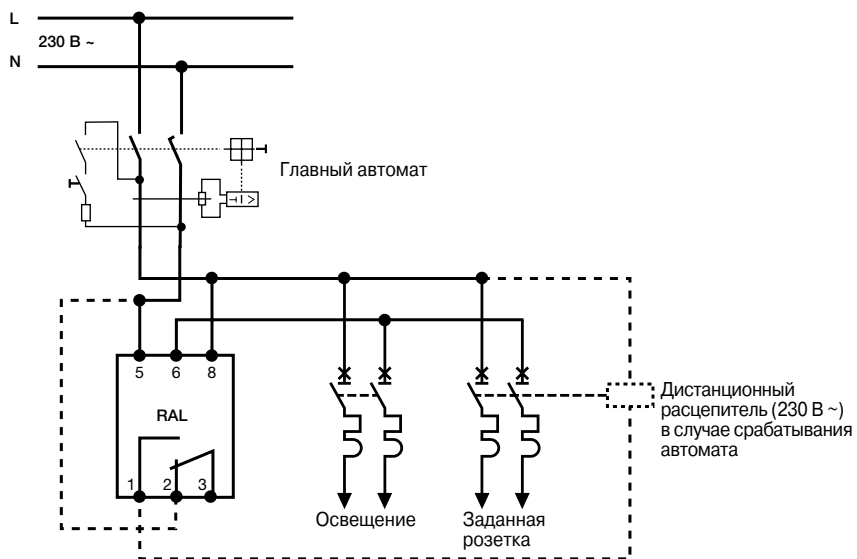 L
230 В ~
N
Главный автомат
5 6 8
RAL
1 2 3
Дистанционный
расцепитель (230 В ~)
в случае срабатывания
автомата
Освещение
Заданная
розетка